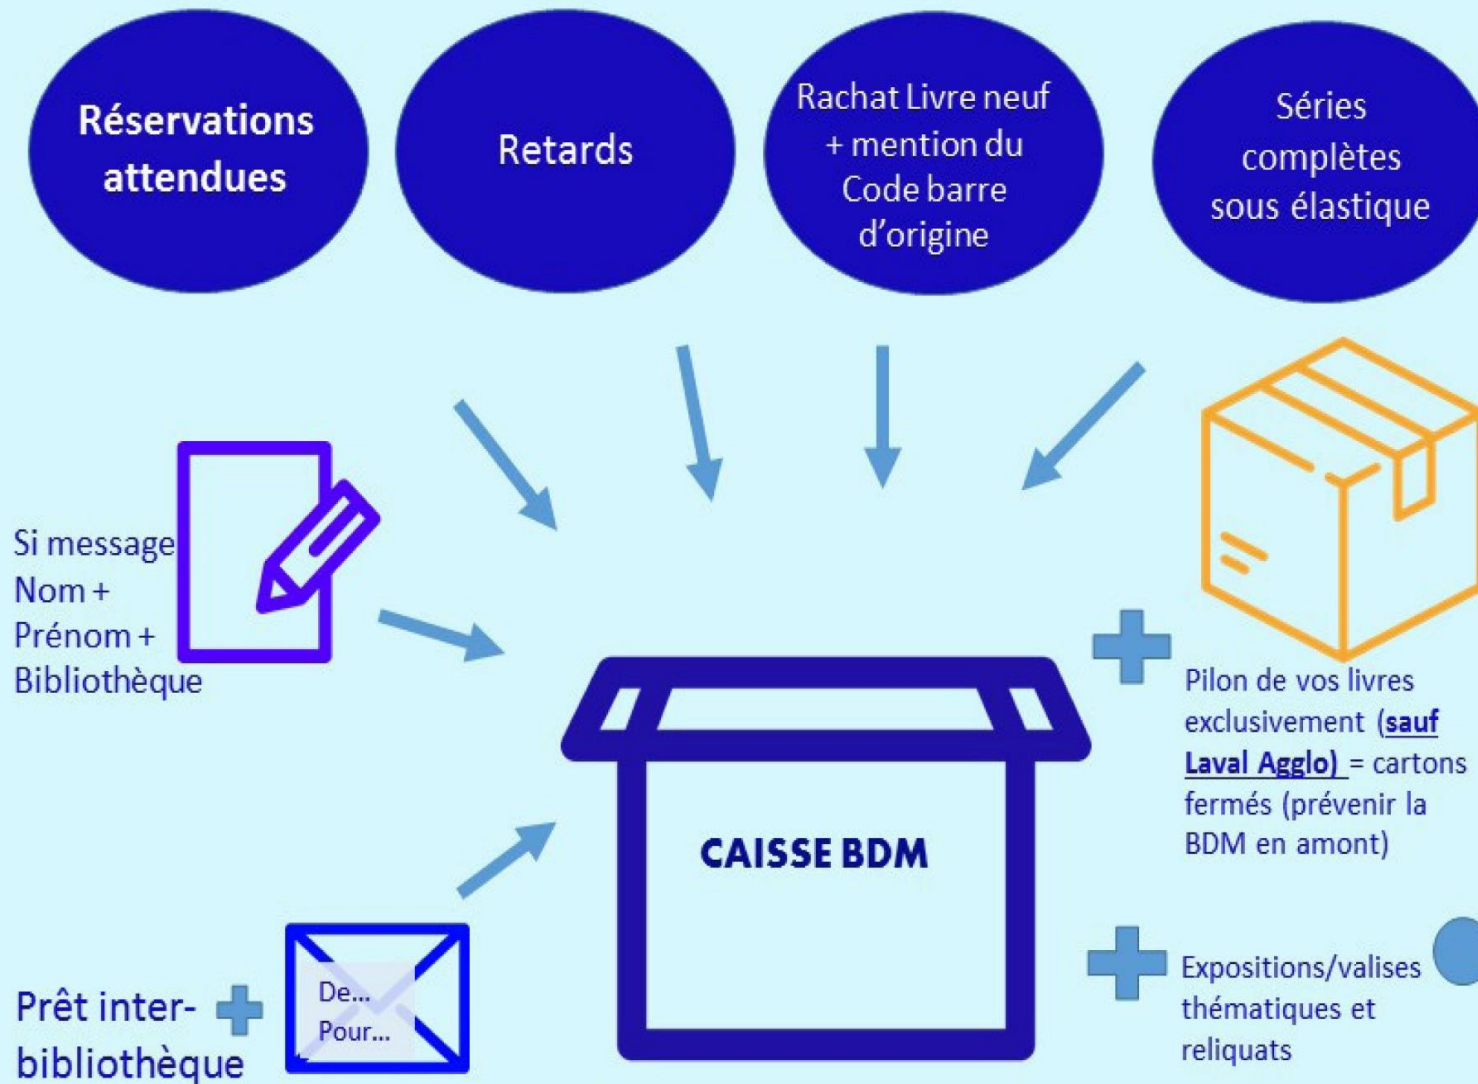 Réservations
attendues
Retards
Rachat Livre neuf
+ mention du
Code barre
d'origine
Séries
complètes
sous élastique
Si message
Nom +
Prénom +
Bibliothèque
Pilon de vos livres
exclusivement (sauf
Laval Agglo) = cartons
fermés (prévenir la
BDM en amont)
CAISSE BDM
Prêt inter-
bibliothèque
De...
Pour...
Expositions/valises
thématiques et
reliquats